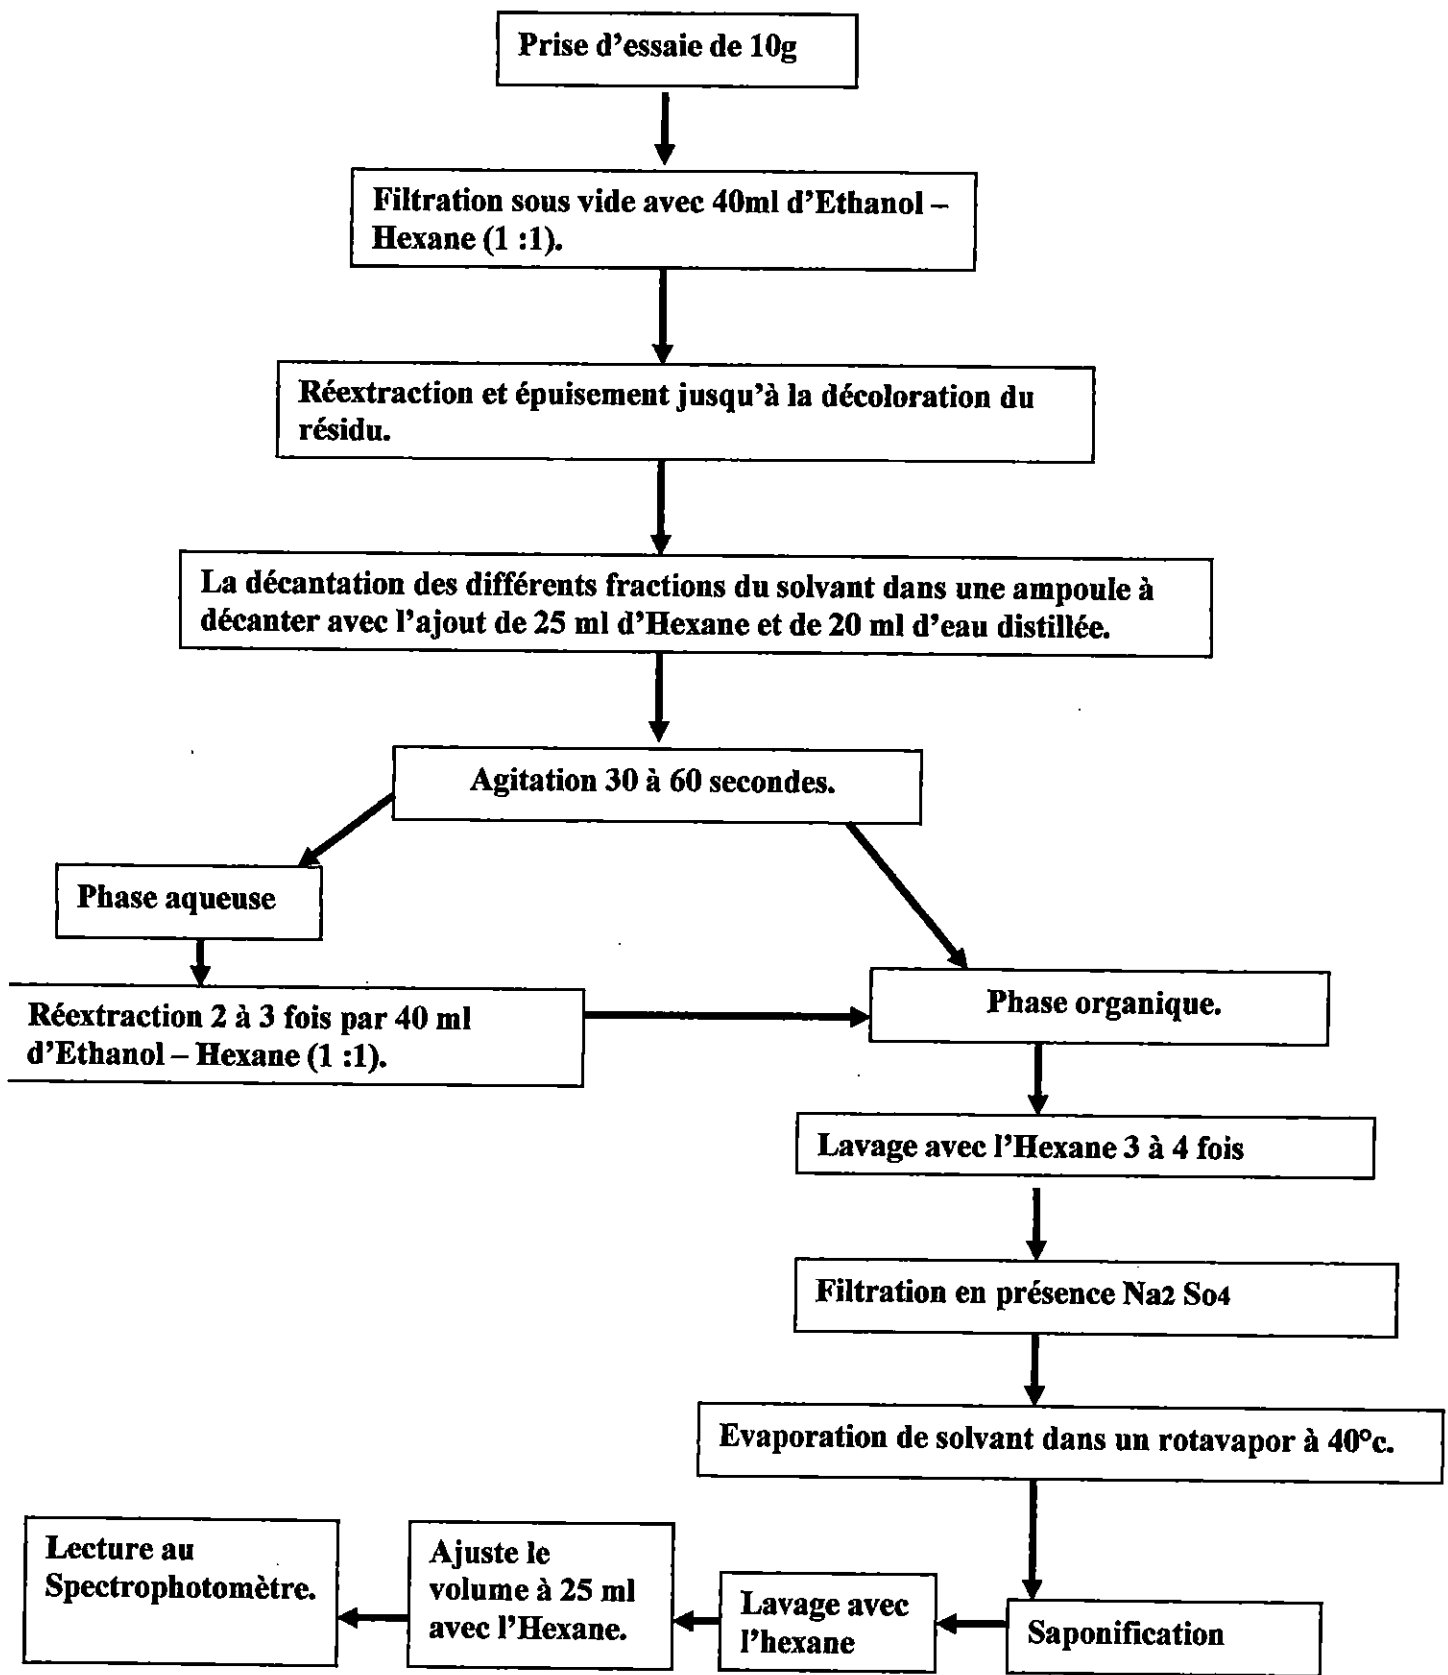 Prise d’essaie de 10g
Filtration sous vide avec 40ml d’Ethanol –
Hexane (1 :1).
Réextraction et épuisement jusqu’à la décoloration du
résidu.
La décantation des différents fractions du solvant dans une ampoule à
décanter avec l’ajout de 25 ml d’Hexane et de 20 ml d’eau distillée.
Agitation 30 à 60 secondes.
Phase aqueuse
Réextraction 2 à 3 fois par 40 ml
d’Ethanol – Hexane (1 :1).
Phase organique.
Lavage avec l’Hexane 3 à 4 fois
Filtration en présence Na2 So4
Evaporation de solvant dans un rotavapor à 40°c.
Saponification
Lavage avec
l’hexane
Ajuste le
volume à 25 ml
avec l’Hexane.
Lecture au
Spectrophotomètre.